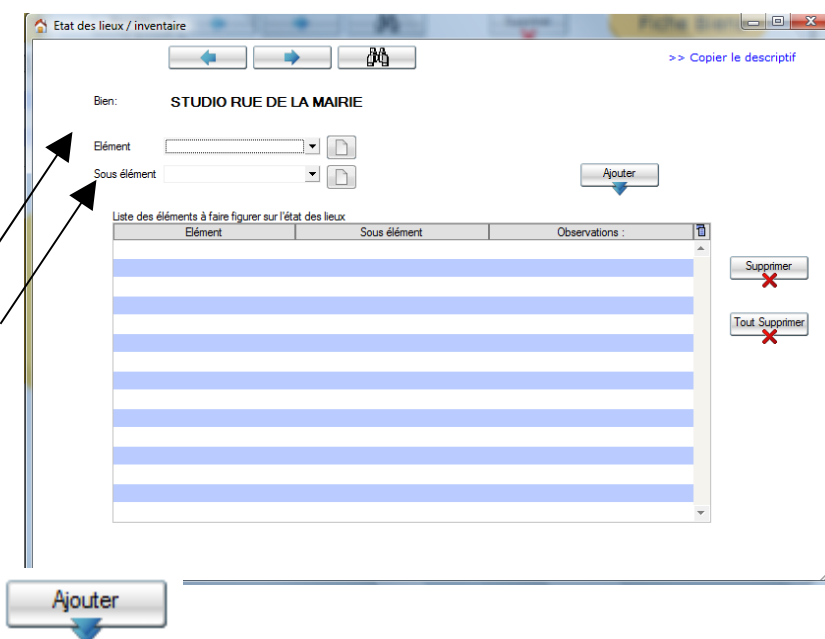 Etat des lieux / inventaire
>> Copier le descriptif
Bien: STUDIO RUE DE LA MAIRIE
Elément
Sous élément
Ajouter
Liste des éléments à faire figurer sur l'état des lieux
Elément Sous élément Observations :
Supprimer
Tout Supprimer
Ajouter